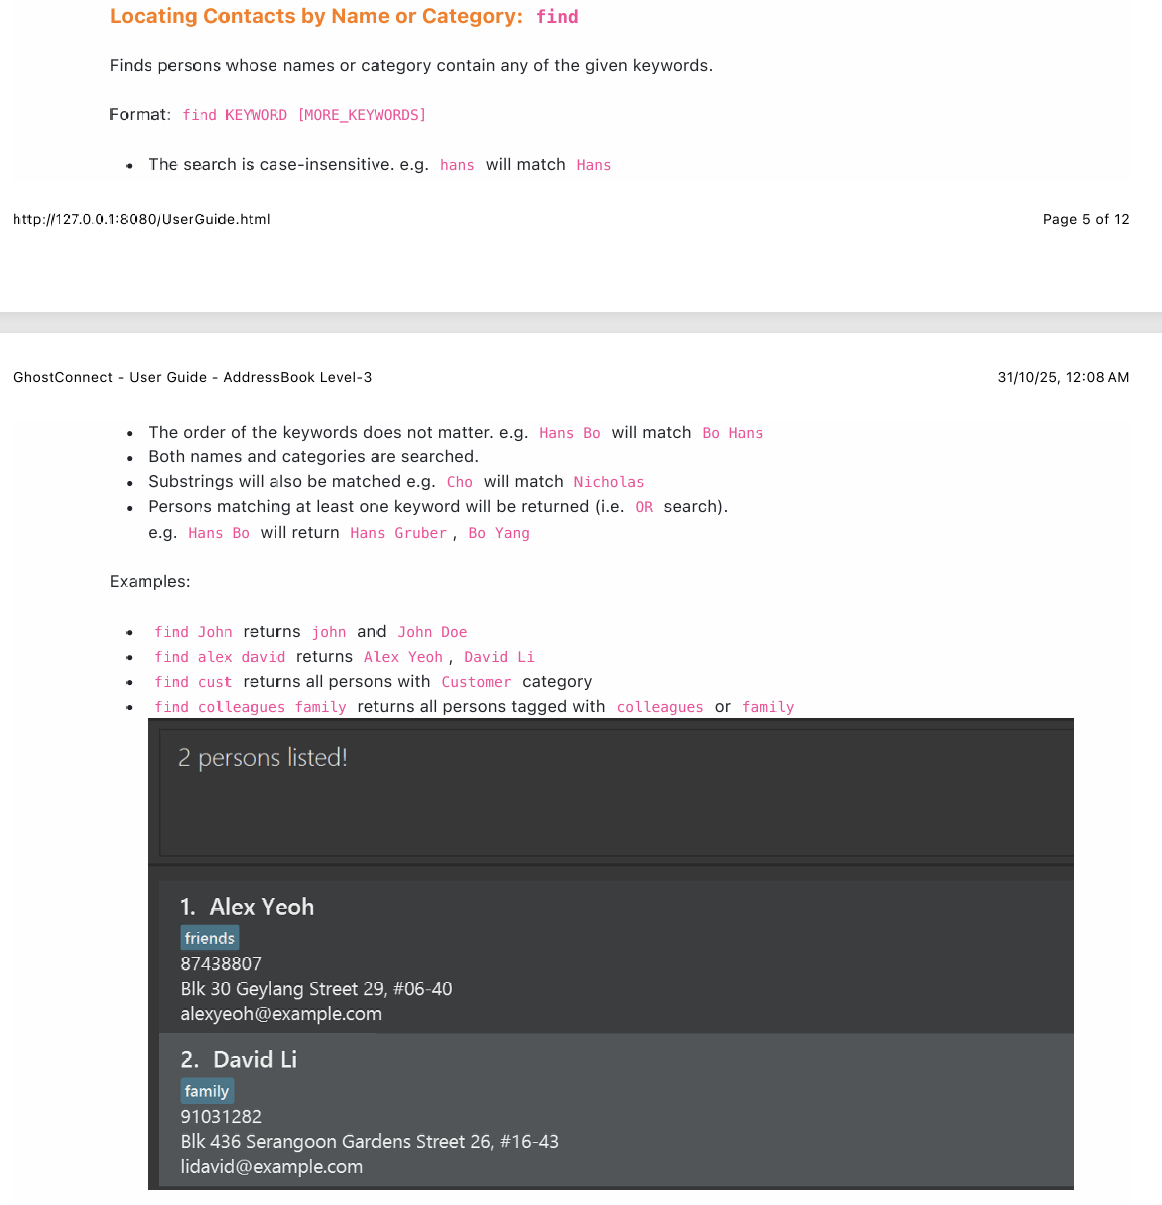 Locating Contacts by Name or Category: find
Finds persons whose names or category contain any of the given keywords.
Format: find KEYWORD [MORE_KEYWORDS]
• The search is case-insensitive. e.g. hans will match Hans
http://127.0.0.1:8080/UserGuide.html Page 5 of 12
GhostConnect - User Guide - AddressBook Level-3 31/10/25, 12:08 AM
• The order of the keywords does not matter. e.g. Hans Bo will match Bo Hans
• Both names and categories are searched.
• Substrings will also be matched e.g. Cho will match Nicholas
• Persons matching at least one keyword will be returned (i.e. OR search).
e.g. Hans Bo will return Hans Gruber, Bo Yang
Examples:
• find John returns john and John Doe
• find alex david returns Alex Yeoh, David Li
• find cust returns all persons with Customer category
• find colleagues family returns all persons tagged with colleagues or family
2 persons listed!
1. Alex Yeoh
friends
87438807
Blk 30 Geylang Street 29, #06-40
alexyeoh@example.com
2. David Li
family
91031282
Blk 436 Serangoon Gardens Street 26, #16-43
lidavid@example.com